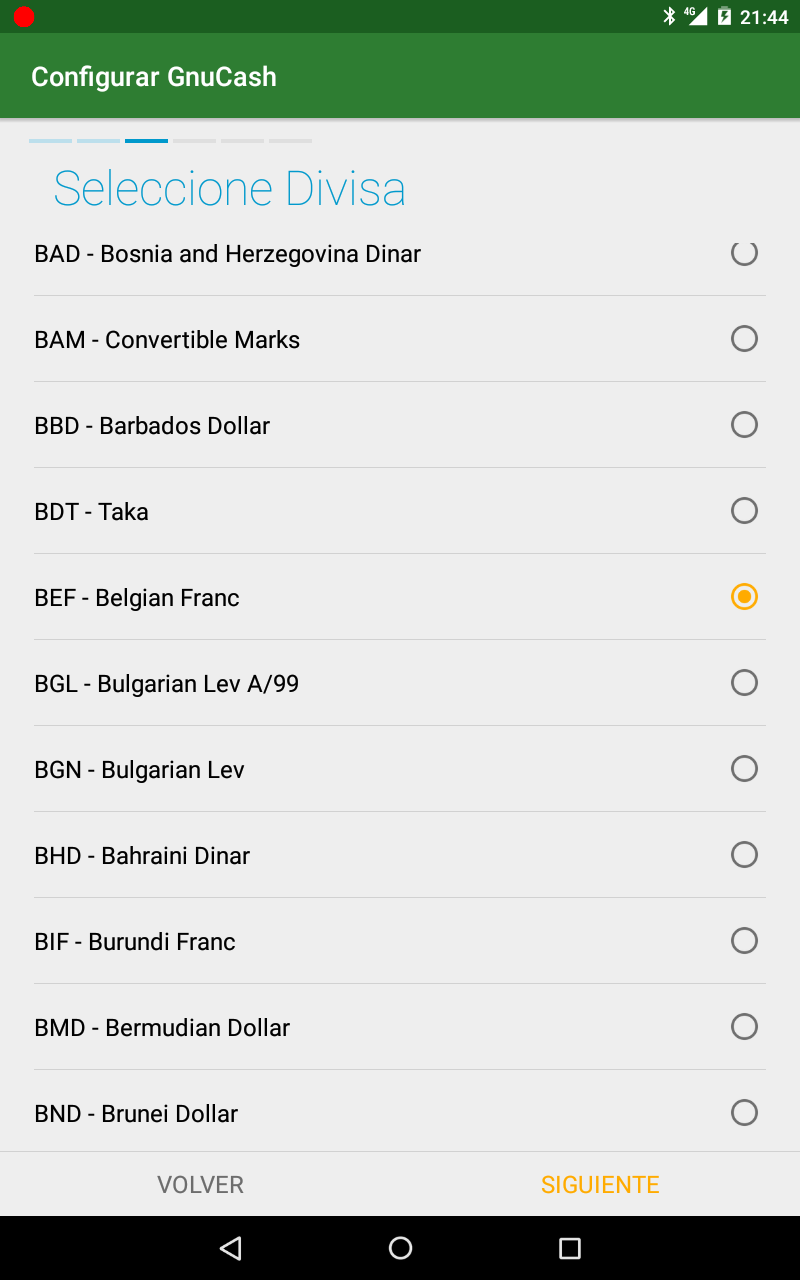 4G 21:44
Configurar GnuCash
Seleccione Divisa
BAD - Bosnia and Herzegovina Dinar
BAM - Convertible Marks
BBD - Barbados Dollar
BDT - Taka
BEF - Belgian Franc
BGL - Bulgarian Lev A/99
BGN - Bulgarian Lev
BHD - Bahraini Dinar
BIF - Burundi Franc
BMD - Bermudian Dollar
BND - Brunei Dollar
VOLVER SIGUIENTE